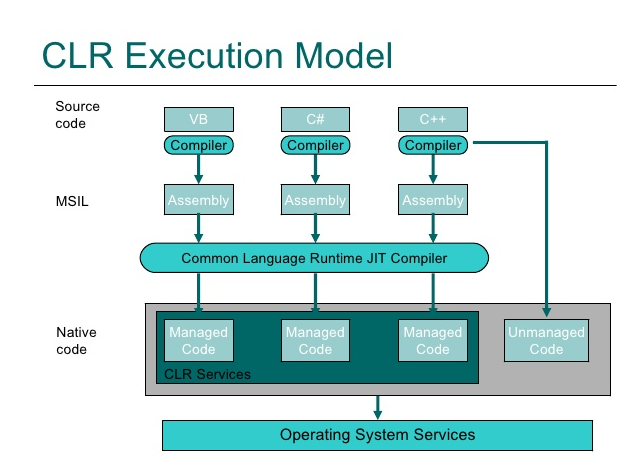 CLR Execution Model
Source
code
VB
C#
C++
Compiler
Compiler
Compiler
MSIL
Assembly
Assembly
Assembly
Common Language Runtime JIT Compiler
Native
code
Managed
Code
Managed
Code
Managed
Code
Unmanaged
Code
CLR Services
Operating System Services